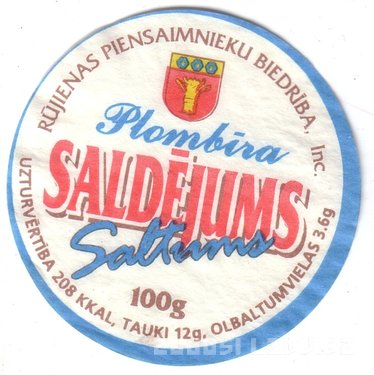 RŪJIENAS PIENSAIMNIEKU BIEDRĪBA, Inc.
Plombīra
SALDĒJUMS
Saltums
100g
UZTURVĒRTĪBA 208 KKAL, TAUKI 12g, OLBALTUMVIELAS 3.6g